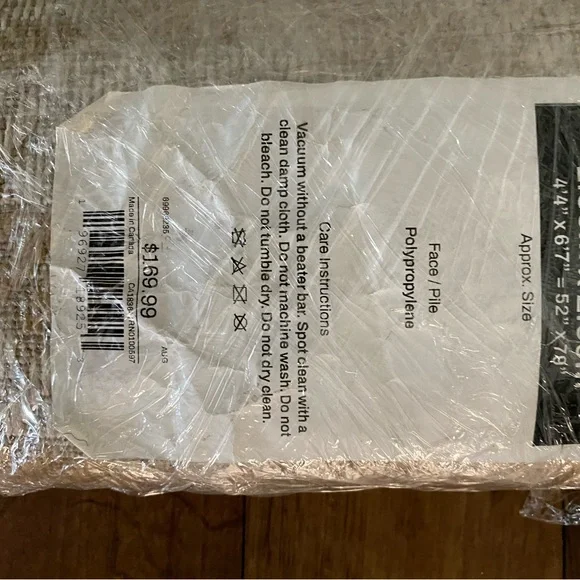 4'4" x 6'7" = 52" x 79"
Approx. Size
Face / Pile
Polypropylene
Care Instructions
Vacuum without a beater bar. Spot clean with a
clean damp cloth. Do not machine wash. Do not
bleach. Do not tumble dry. Do not dry clean.
AUG
$169.99
Made in Canada